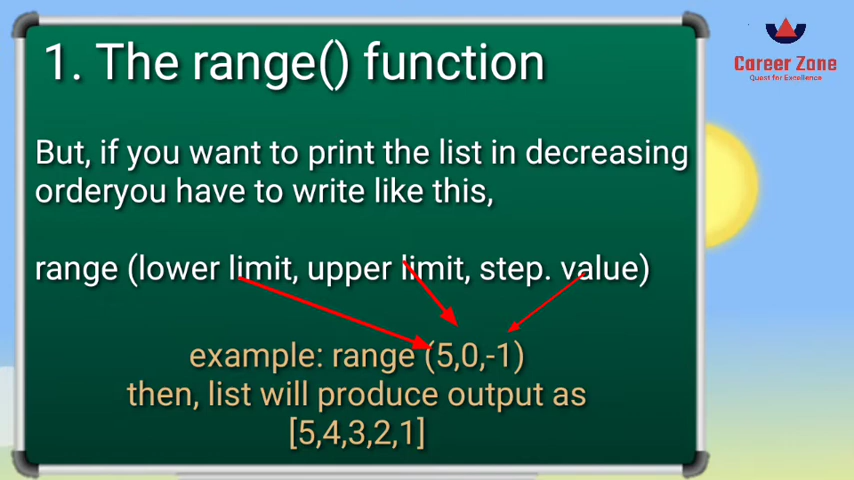 1. The range() function
Career Zone
Quest for Excellence
But, if you want to print the list in decreasing
orderyou have to write like this,
range (lower limit, upper limit, step. value)
example: range (5,0,-1)
then, list will produce output as
[5,4,3,2,1]